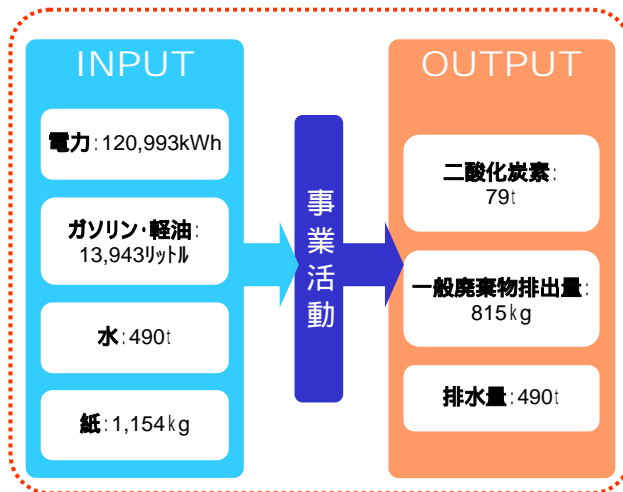 INPUT
電力:120,993kWh
ガソリン・軽油:
13,943リットル
水:490t
紙:1,154kg
事業活動
OUTPUT
二酸化炭素:
79t
一般廃棄物排出量:
815kg
排水量:490t